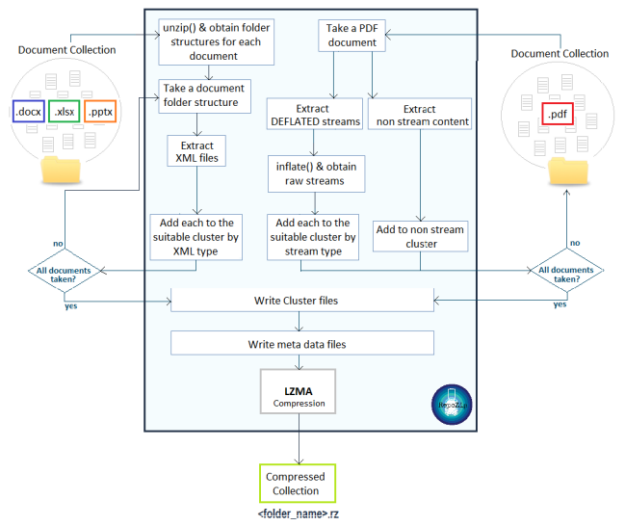 Document Collection
.docx
.xlsx
.pptx
unzip() & obtain folder
structures for each
document
Take a document
folder structure
Extract
XML files
Add each to the
suitable cluster by
XML type
no
All documents
taken?
yes
Take a PDF
document
Extract
DEFLATED streams
Extract
non stream content
inflate() & obtain
raw streams
Add each to the
suitable cluster by
stream type
Add to non stream
cluster
Document Collection
.pdf
no
All documents
taken?
yes
Write Cluster files
Write meta data files
LZMA
Compression
RepoZip
Compressed
Collection
<folder_name>.rz